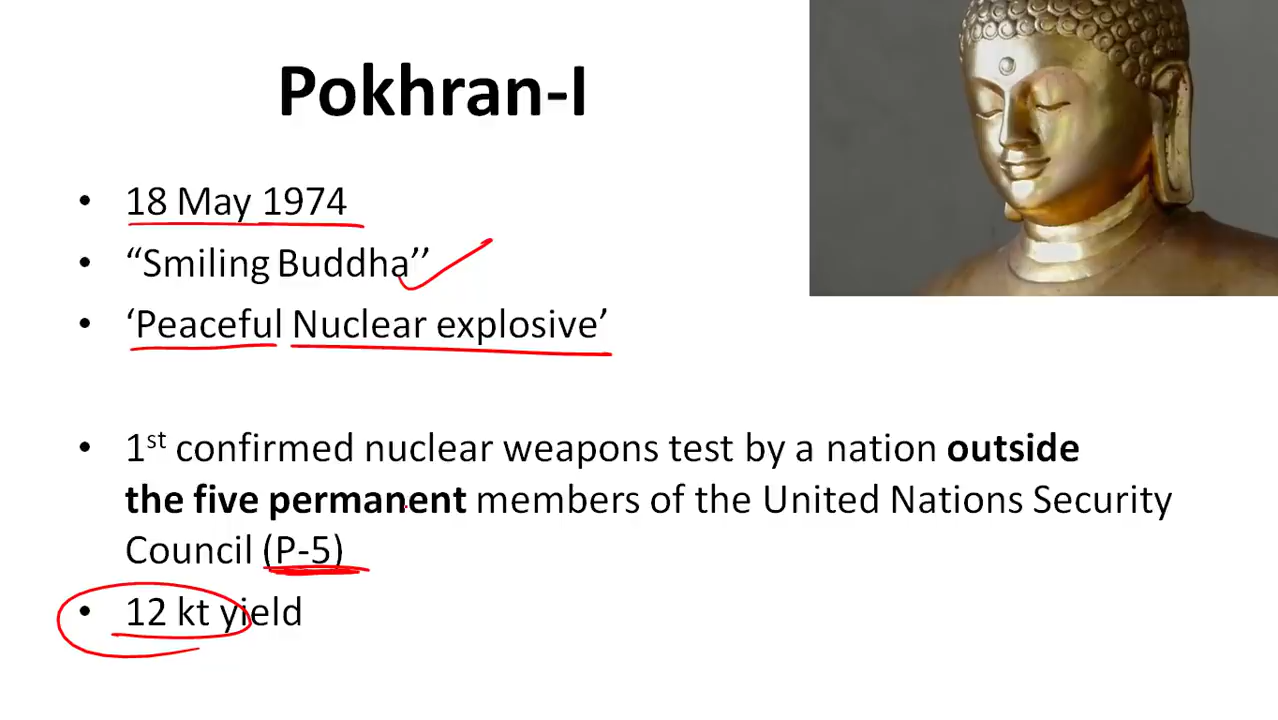 Pokhran-I
• 18 May 1974
• “Smiling Buddha’’
• ‘Peaceful Nuclear explosive’
• 1st confirmed nuclear weapons test by a nation outside
the five permanent members of the United Nations Security
Council (P-5)
• 12 kt yield